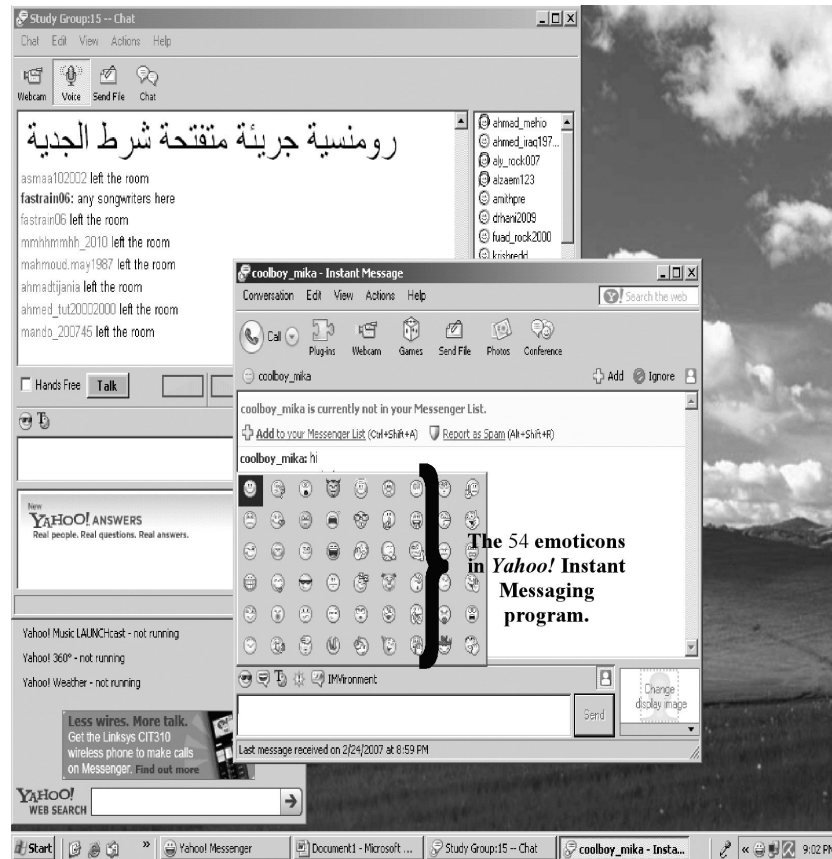 Study Group:15 -- Chat
Chat Edit View Actions Help
Webcam Voice Send File Chat
رومنسية جريئة متفتحة شرط الجدية
asmaa102002 left the room
fastrain06: any songwriters here
fastrain06 left the room
mmhhmmhh_2010 left the room
mahmoud.may1987 left the room
ahmadtijania left the room
ahmed_tut20002000 left the room
mando_200745 left the room
ahmad_mehio
ahmed_iraq197...
aly_rock007
alzaem123
amithpre
drhani2009
fuad_rock2000
krishredd
Hands Free Talk
New
YAHOO! ANSWERS
Real people. Real questions. Real answers.
Yahoo! Music LAUNCHcast - not running
Yahoo! 360° - not running
Yahoo! Weather - not running
Less wires. More talk.
Get the Linksys CIT310
wireless phone to make calls
on Messenger. Find out more
YAHOO!
WEB SEARCH
coolboy_mika - Instant Message
Conversation Edit View Actions Help
Y! Search the web
Call Plug-ins Webcam Games Send File Photos Conference
coolboy_mika Add Ignore
coolboy_mika is currently not in your Messenger List.
Add to your Messenger List (Ctrl+Shift+A) Report as Spam (Alt+Shift+R)
coolboy_mika: hi
The 54 emoticons
in Yahoo! Instant
Messaging
program.
IMVironment
Send
Change
display image
Last message received on 2/24/2007 at 8:59 PM
Start » Yahoo! Messenger Document1 - Microsoft ... Study Group:15 -- Chat coolboy_mika - Insta... « 9:02 PM